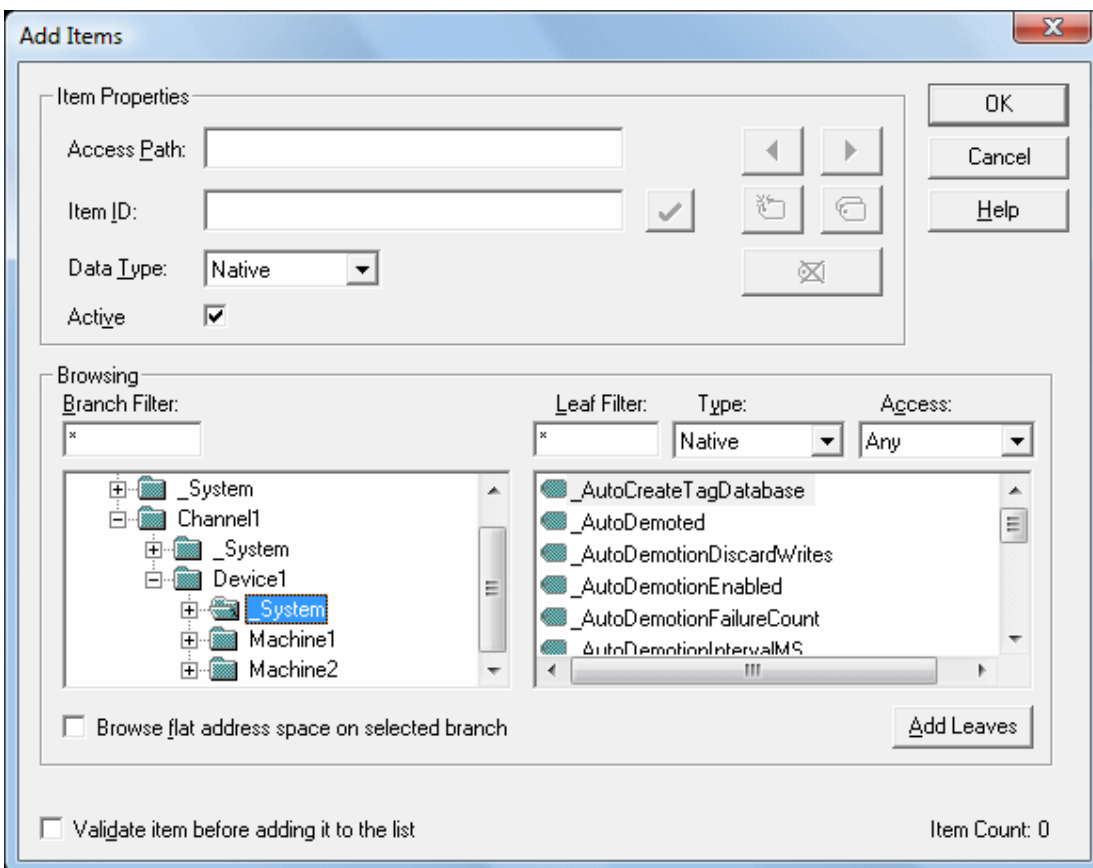 Add Items
Item Properties
OK
Access Path:
Cancel
Item ID:
Help
Data Type: Native
Active
Browsing
Branch Filter: Leaf Filter: Type: Access:
* * Native Any
_System _AutoCreateTagDatabase
Channel1 _AutoDemoted
_System _AutoDemotionDiscardWrites
Device1 _AutoDemotionEnabled
_System _AutoDemotionFailureCount
Machine1 _AutoDemotionIntervalMS
Machine2
Browse flat address space on selected branch Add Leaves
Validate item before adding it to the list Item Count: 0